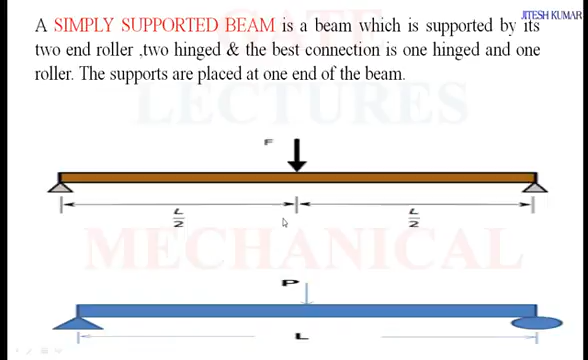 JITESH KUMAR
A SIMPLY SUPPORTED BEAM is a beam which is supported by its
two end roller ,two hinged & the best connection is one hinged and one
roller. The supports are placed at one end of the beam.
GATE
LECTURES
F
L/2 L/2
MECHANICAL
P
L